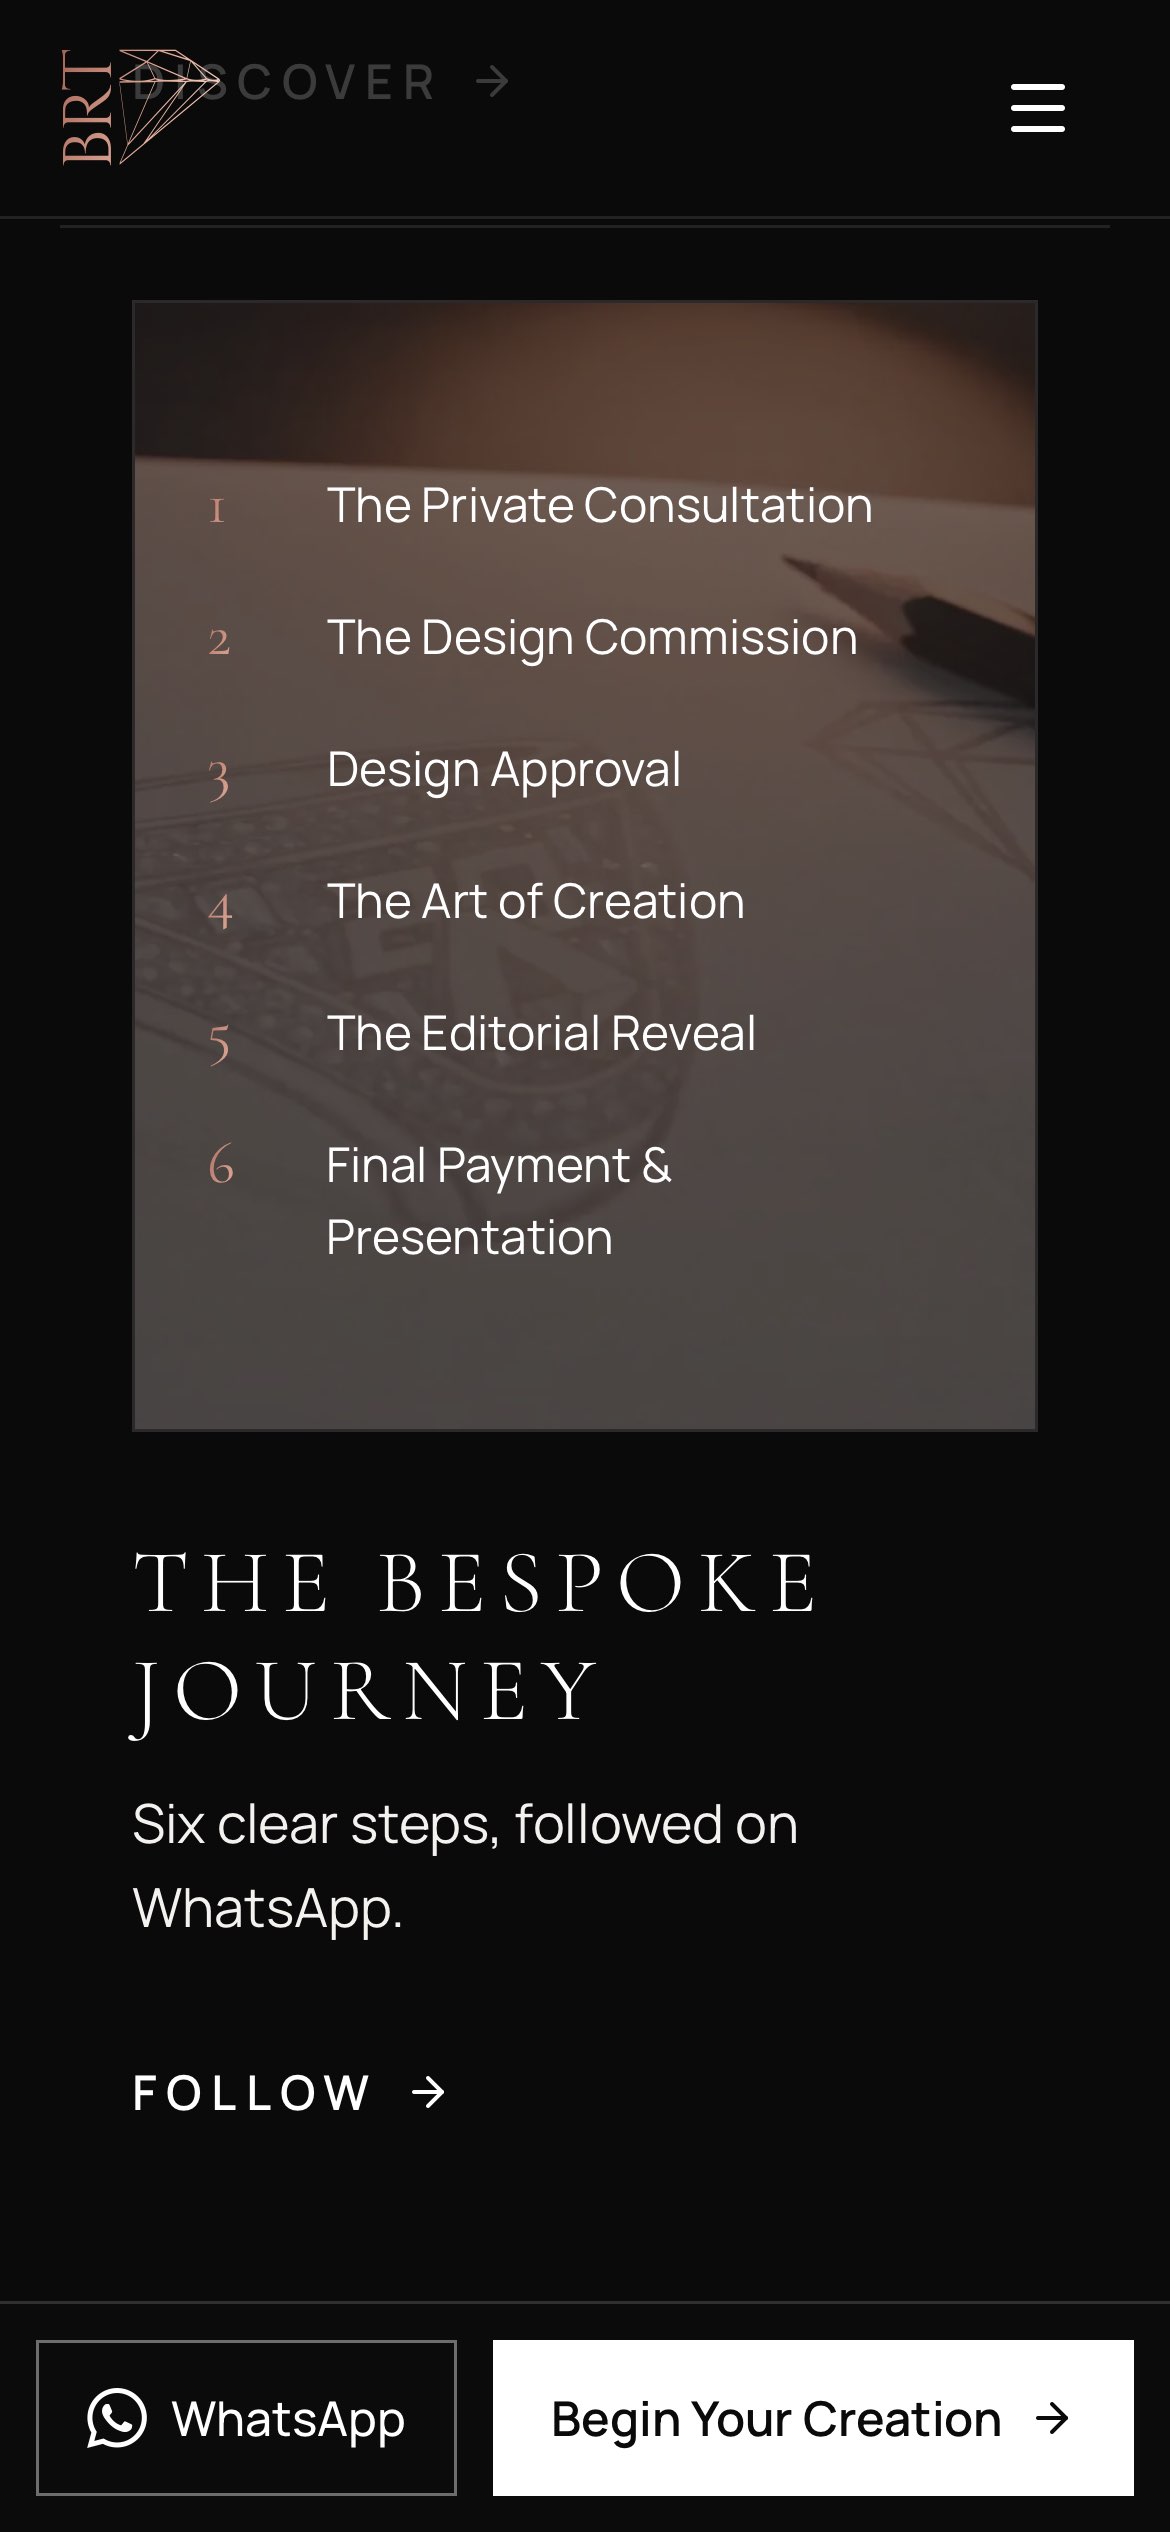 BRT
DISCOVER →
1 The Private Consultation
2 The Design Commission
3 Design Approval
4 The Art of Creation
5 The Editorial Reveal
6 Final Payment &
Presentation
THE BESPOKE
JOURNEY
Six clear steps, followed on
WhatsApp.
FOLLOW →
WhatsApp
Begin Your Creation →